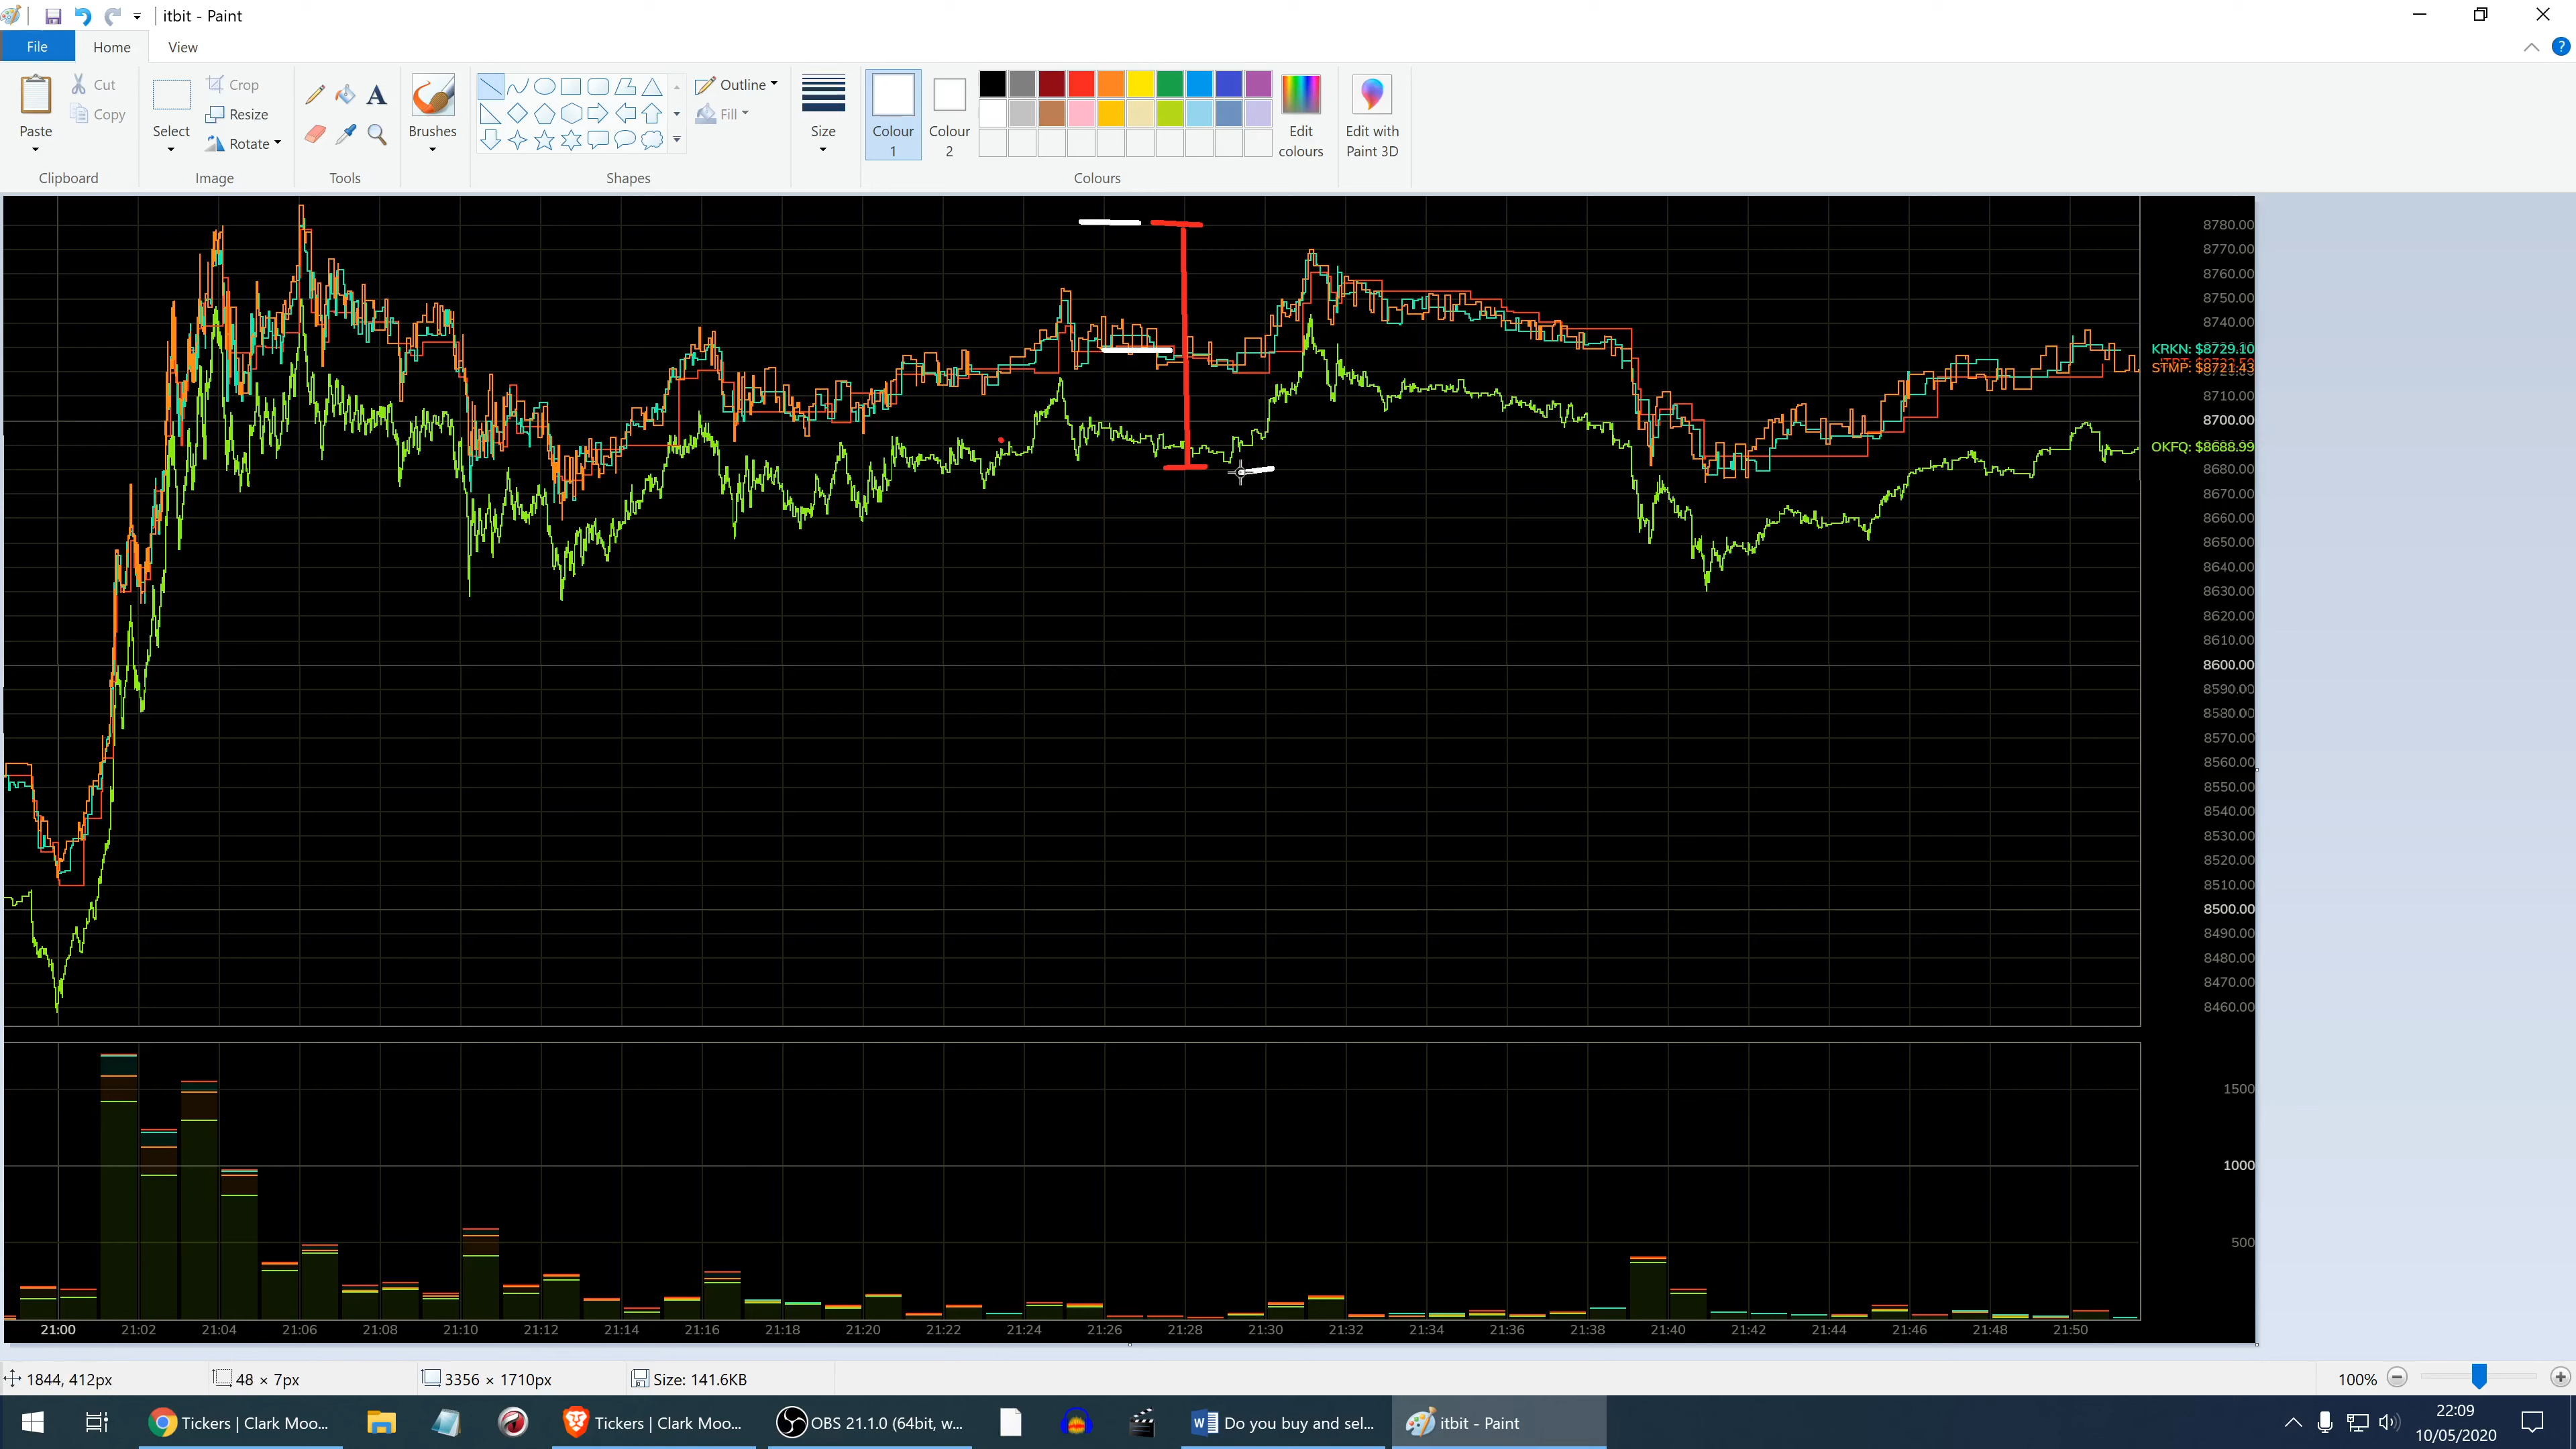 itbit - Paint
File Home View
Paste Cut Copy Clipboard
Select Crop Resize Rotate Image
Tools
Brushes
Shapes Outline Fill
Size
Colour 1 Colour 2 Colours
Edit colours
Edit with Paint 3D
8780.00
8770.00
8760.00
8750.00
8740.00
KRKN: $8729.10
STMP: $8721.43
8710.00
8700.00
OKFQ: $8688.99
8680.00
8670.00
8660.00
8650.00
8640.00
8630.00
8620.00
8610.00
8600.00
8590.00
8580.00
8570.00
8560.00
8550.00
8540.00
8530.00
8520.00
8510.00
8500.00
8490.00
8480.00
8470.00
8460.00
1500
1000
500
21:00 21:02 21:04 21:06 21:08 21:10 21:12 21:14 21:16 21:18 21:20 21:22 21:24 21:26 21:28 21:30 21:32 21:34 21:36 21:38 21:40 21:42 21:44 21:46 21:48 21:50
1844, 412px 48 × 7px 3356 × 1710px Size: 141.6KB 100%
Tickers | Clark Moo... Tickers | Clark Moo... OBS 21.1.0 (64bit, w... Do you buy and sel... itbit - Paint
22:09
10/05/2020